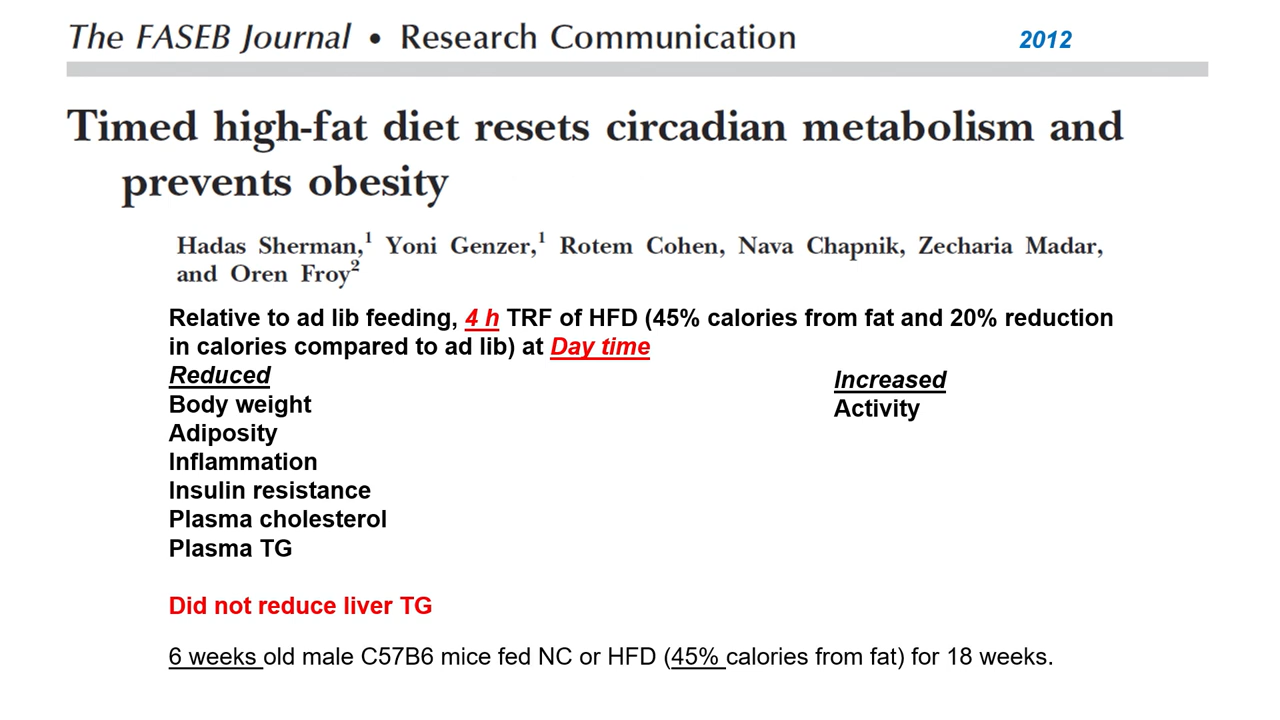 The FASEB Journal • Research Communication 2012
Timed high-fat diet resets circadian metabolism and
prevents obesity
Hadas Sherman,1 Yoni Genzer,1 Rotem Cohen, Nava Chapnik, Zecharia Madar,
and Oren Froy2
Relative to ad lib feeding, 4 h TRF of HFD (45% calories from fat and 20% reduction
in calories compared to ad lib) at Day time
Reduced
Body weight
Adiposity
Inflammation
Insulin resistance
Plasma cholesterol
Plasma TG
Increased
Activity
Did not reduce liver TG
6 weeks old male C57B6 mice fed NC or HFD (45% calories from fat) for 18 weeks.